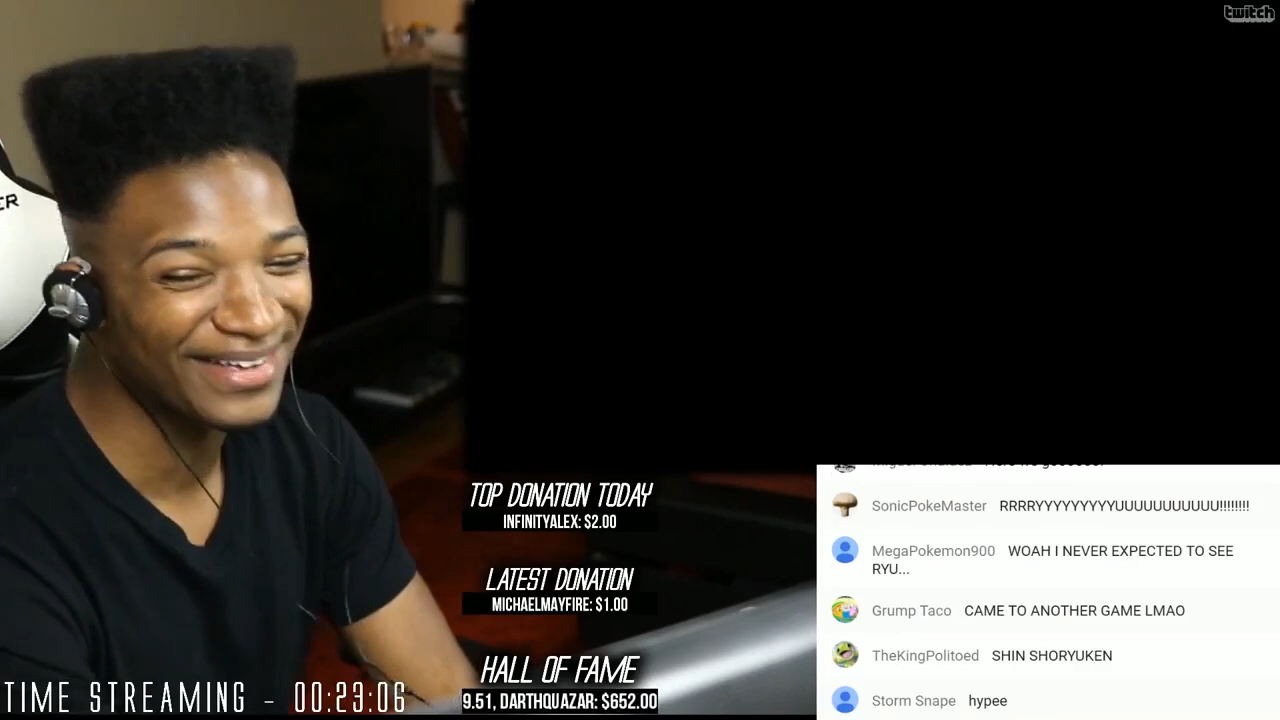 twitch
ER
TOP DONATION TODAY
INFINITYALEX: $2.00
LATEST DONATION
MICHAELMAYFIRE: $1.00
HALL OF FAME
9.51, DARTHQUAZAR: $652.00
TIME STREAMING - 00:23:06
SonicPokeMaster RRRRYYYYYYYYYUUUUUUUUUUU!!!!!!!!
MegaPokemon900 WOAH I NEVER EXPECTED TO SEE
RYU...
Grump Taco CAME TO ANOTHER GAME LMAO
TheKingPolitoed SHIN SHORYUKEN
Storm Snape hypee